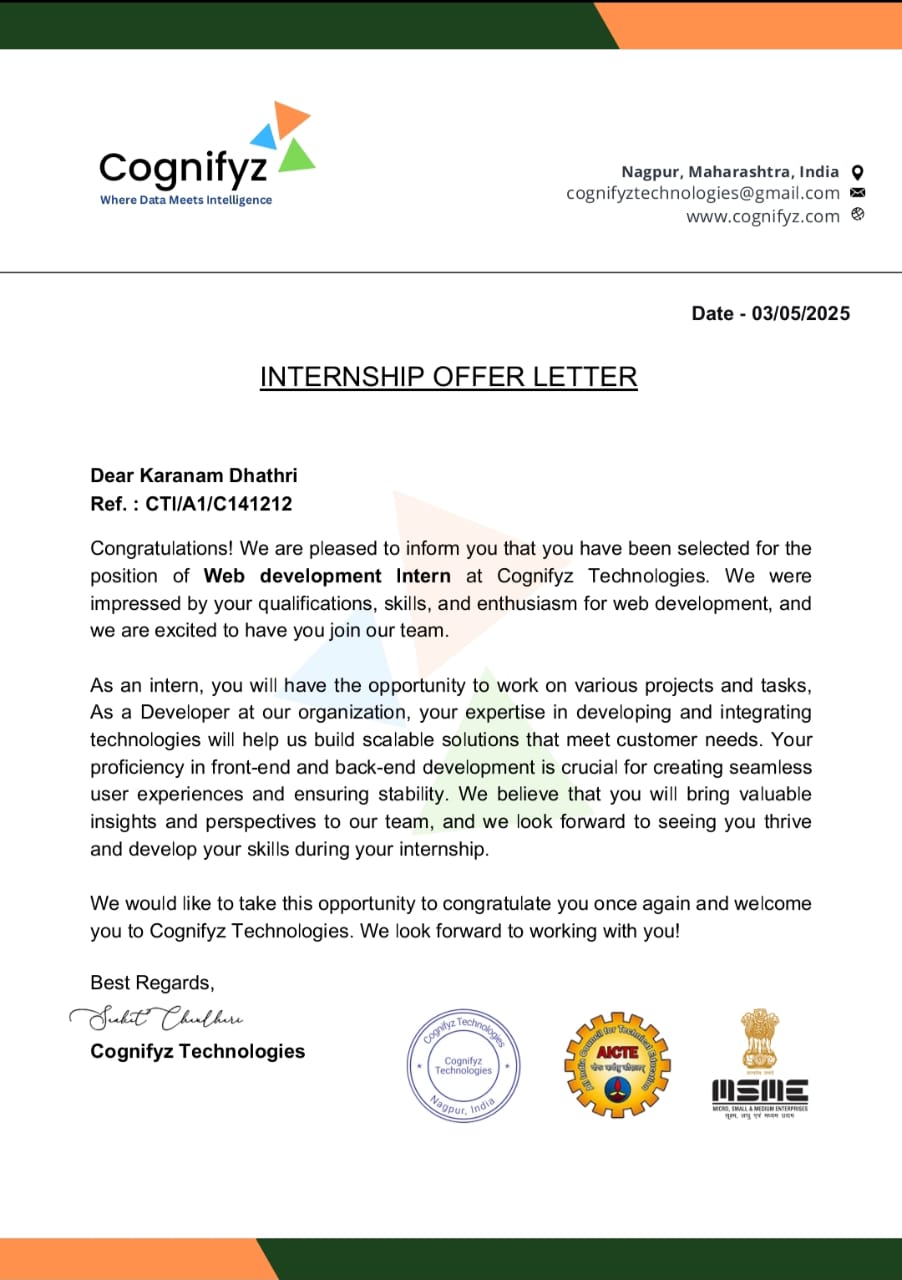 Cognifyz
Where Data Meets Intelligence
Nagpur, Maharashtra, India
cognifyztechnologies@gmail.com
www.cognifyz.com
Date - 03/05/2025
INTERNSHIP OFFER LETTER
Dear Karanam Dhathri
Ref. : CTI/A1/C141212
Congratulations! We are pleased to inform you that you have been selected for the
position of Web development Intern at Cognifyz Technologies. We were
impressed by your qualifications, skills, and enthusiasm for web development, and
we are excited to have you join our team.
As an intern, you will have the opportunity to work on various projects and tasks,
As a Developer at our organization, your expertise in developing and integrating
technologies will help us build scalable solutions that meet customer needs. Your
proficiency in front-end and back-end development is crucial for creating seamless
user experiences and ensuring stability. We believe that you will bring valuable
insights and perspectives to our team, and we look forward to seeing you thrive
and develop your skills during your internship.
We would like to take this opportunity to congratulate you once again and welcome
you to Cognifyz Technologies. We look forward to working with you!
Best Regards,
Cognifyz Technologies
Cognifyz Technologies
Cognifyz
Technologies
Nagpur, India
All India Council for Technical Education
AICTE
MSME
MICRO, SMALL & MEDIUM ENTERPRISES
सूक्ष्म, लघु एवं मध्यम उद्यम